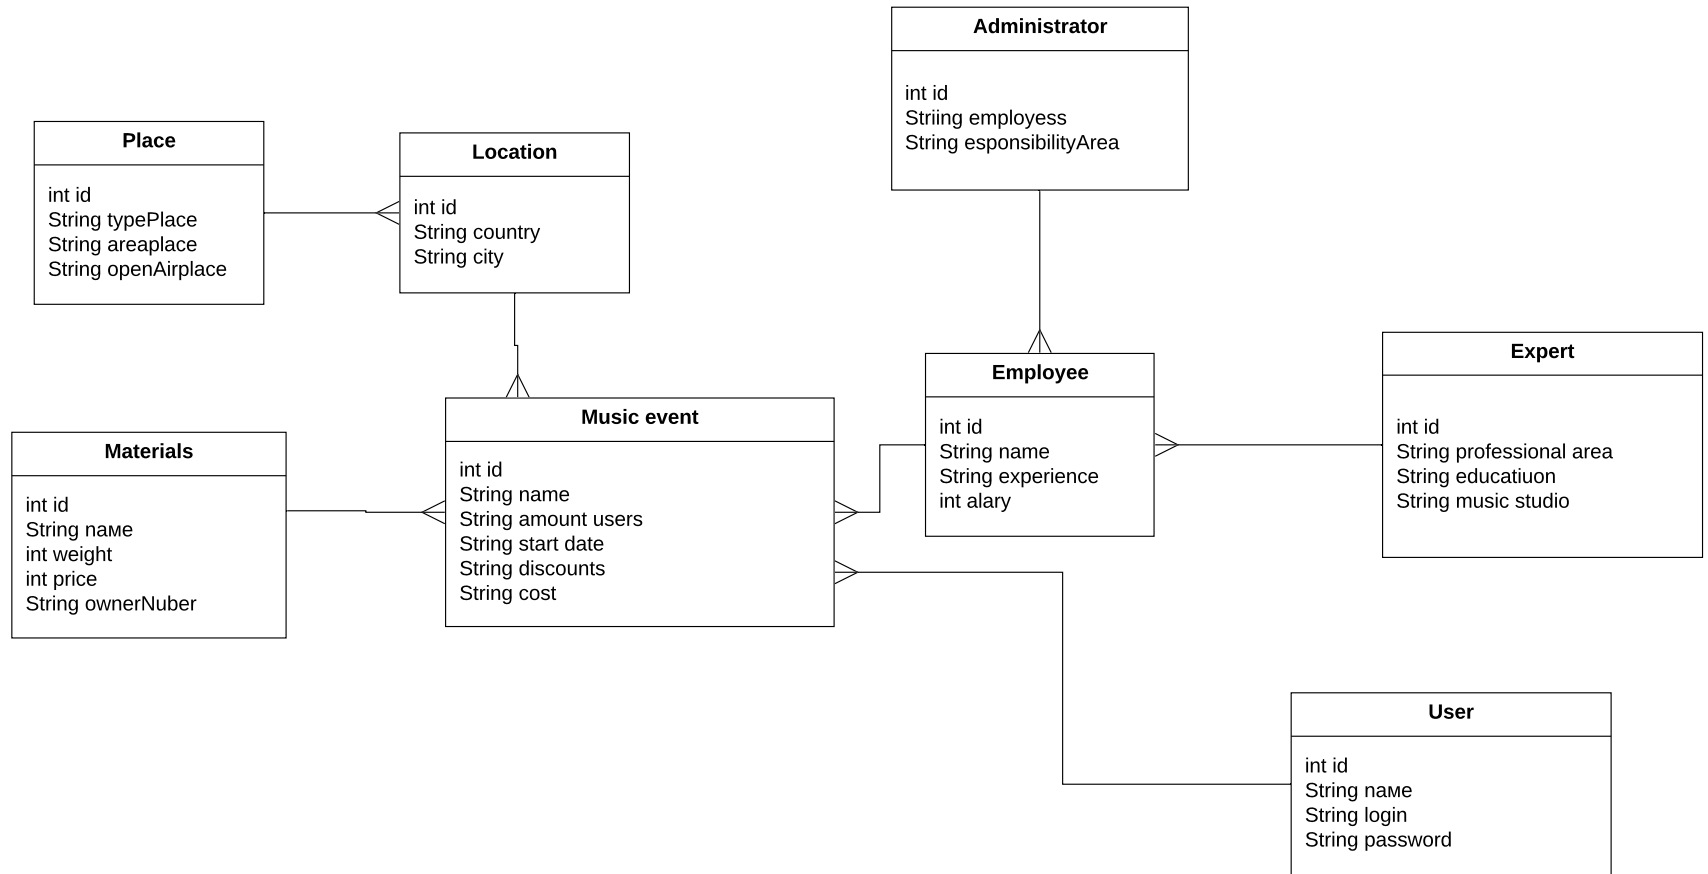 Administrator
int id
Striing employess
String esponsibilityArea
Place
int id
String typePlace
String areaplace
String openAirplace
Location
int id
String country
String city
Materials
int id
String naмe
int weight
int price
String ownerNuber
Music event
int id
String name
String amount users
String start date
String discounts
String cost
Employee
int id
String name
String experience
int alary
Expert
int id
String professional area
String educatiuon
String music studio
User
int id
String naмe
String login
String password